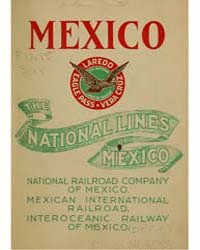 MEXICO
LAREDO
EAGLE PASS · VERA CRUZ
THE
NATIONAL LINES
OF
MEXICO
NATIONAL RAILROAD COMPANY
OF MEXICO.
MEXICAN INTERNATIONAL
RAILROAD.
INTEROCEANIC RAILWAY
OF MEXICO.